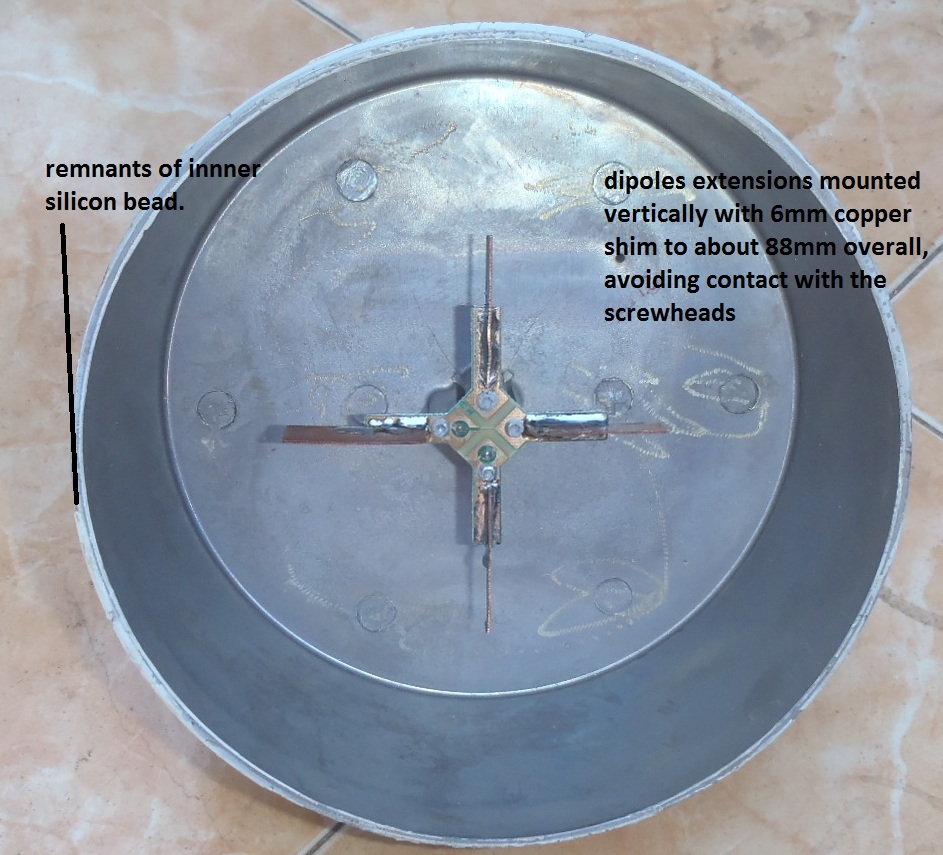 remnants of innner
silicon bead.
dipoles extensions mounted
vertically with 6mm copper
shim to about 88mm overall,
avoiding contact with the
screwheads